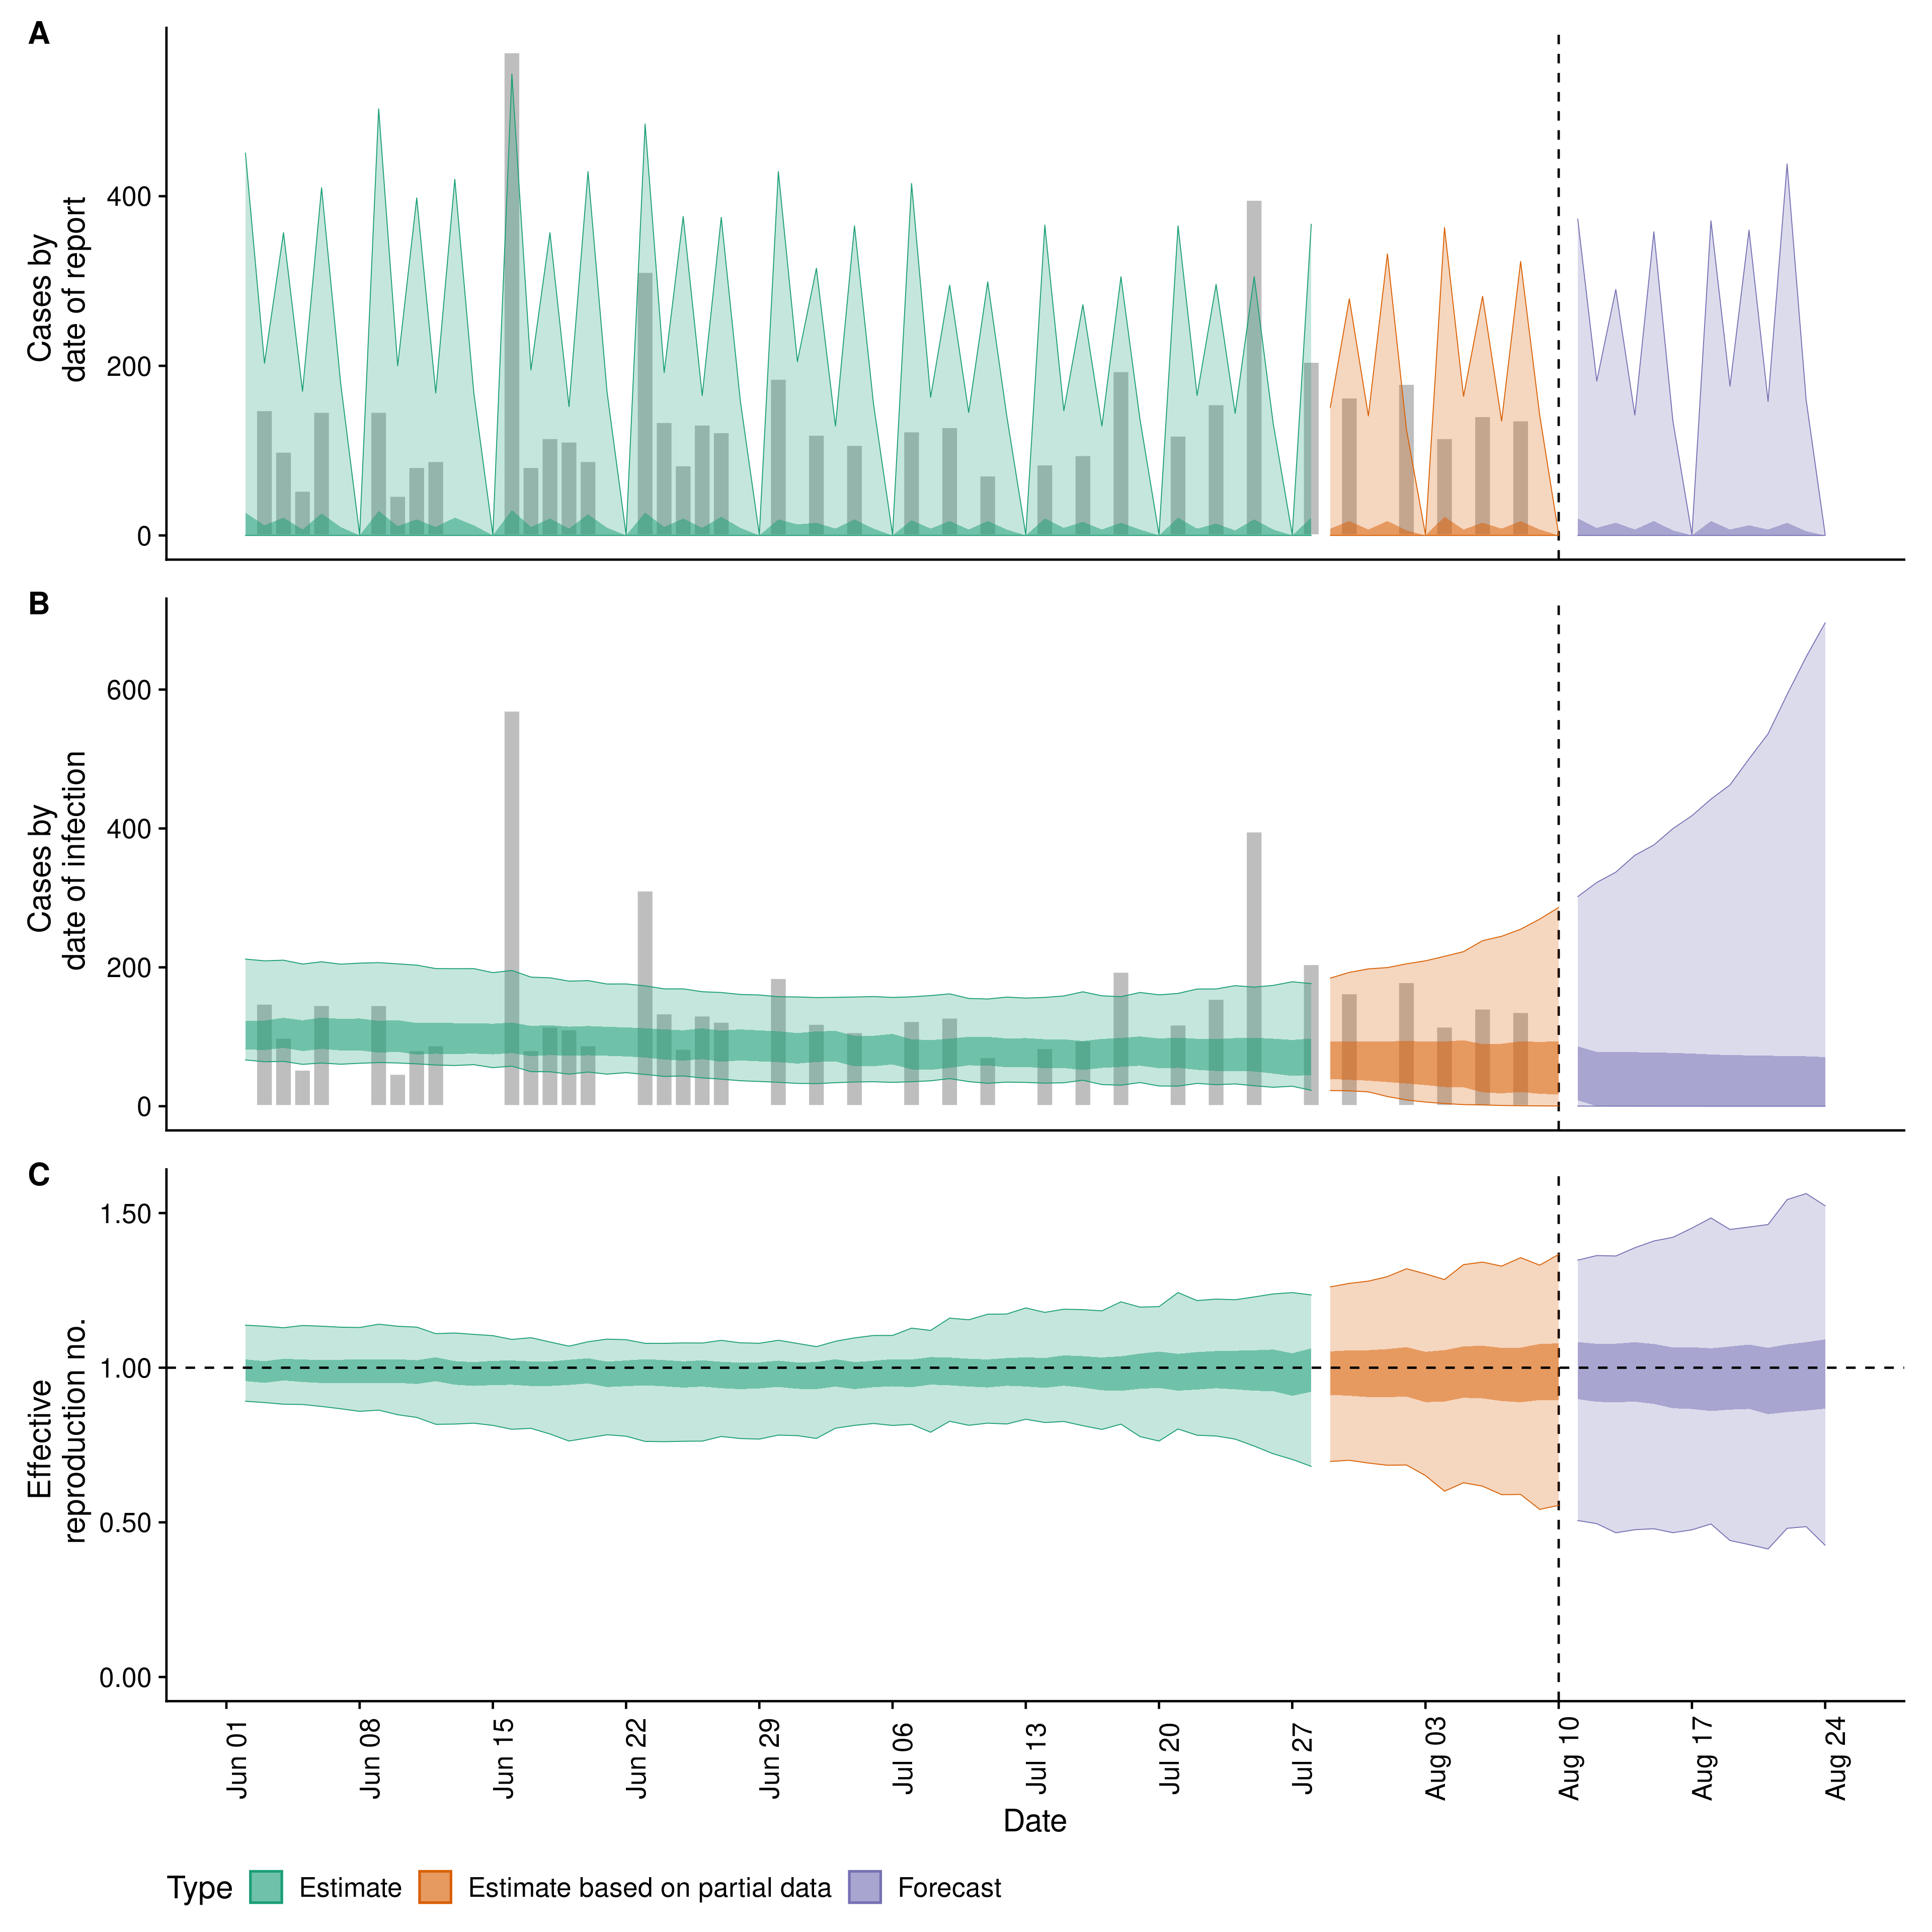 A
Cases by
date of report
400
200
0
B
Cases by
date of infection
600
400
200
0
C
Effective
reproduction no.
1.50
1.00
0.50
0.00
Jun 01
Jun 08
Jun 15
Jun 22
Jun 29
Jul 06
Jul 13
Jul 20
Jul 27
Aug 03
Aug 10
Aug 17
Aug 24
Date
Type
Estimate
Estimate based on partial data
Forecast